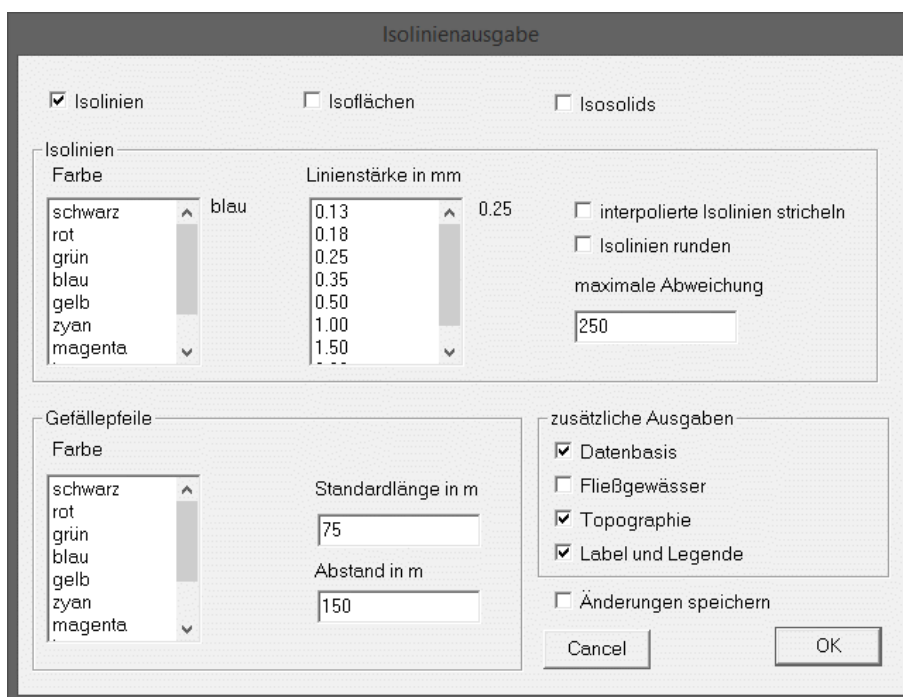 Isolinienausgabe
Isolinien
Isoflächen
Isosolids
Isolinien
Farbe
schwarz
rot
grün
blau
gelb
zyan
magenta
blau
Linienstärke in mm
0.13
0.18
0.25
0.35
0.50
1.00
1.50
0.25
interpolierte Isolinien stricheln
Isolinien runden
maximale Abweichung
250
Gefällepfeile
Farbe
schwarz
rot
grün
blau
gelb
zyan
magenta
Standardlänge in m
75
Abstand in m
150
zusätzliche Ausgaben
Datenbasis
Fließgewässer
Topographie
Label und Legende
Änderungen speichern
Cancel
OK